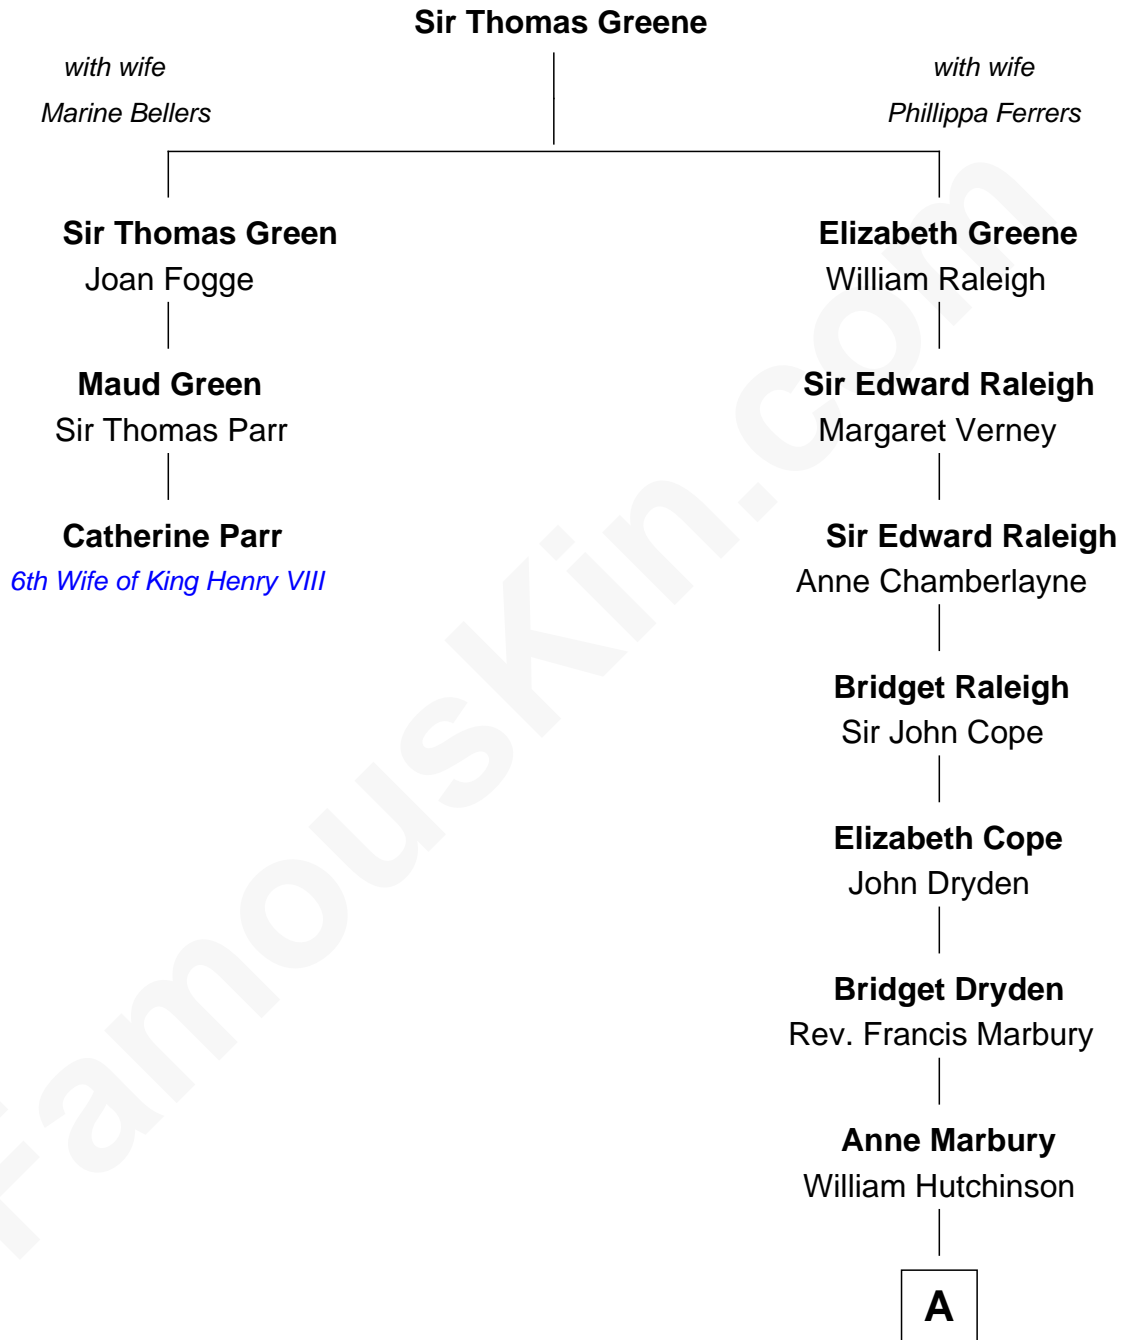 Sir Thomas Greene
with wife
Marine Bellers
with wife
Phillippa Ferrers
Sir Thomas Green
Joan Fogge
Elizabeth Greene
William Raleigh
Maud Green
Sir Thomas Parr
Sir Edward Raleigh
Margaret Verney
Catherine Parr
6th Wife of King Henry VIII
Sir Edward Raleigh
Anne Chamberlayne
Bridget Raleigh
Sir John Cope
Elizabeth Cope
John Dryden
Bridget Dryden
Rev. Francis Marbury
Anne Marbury
William Hutchinson
A
FamousKin.com